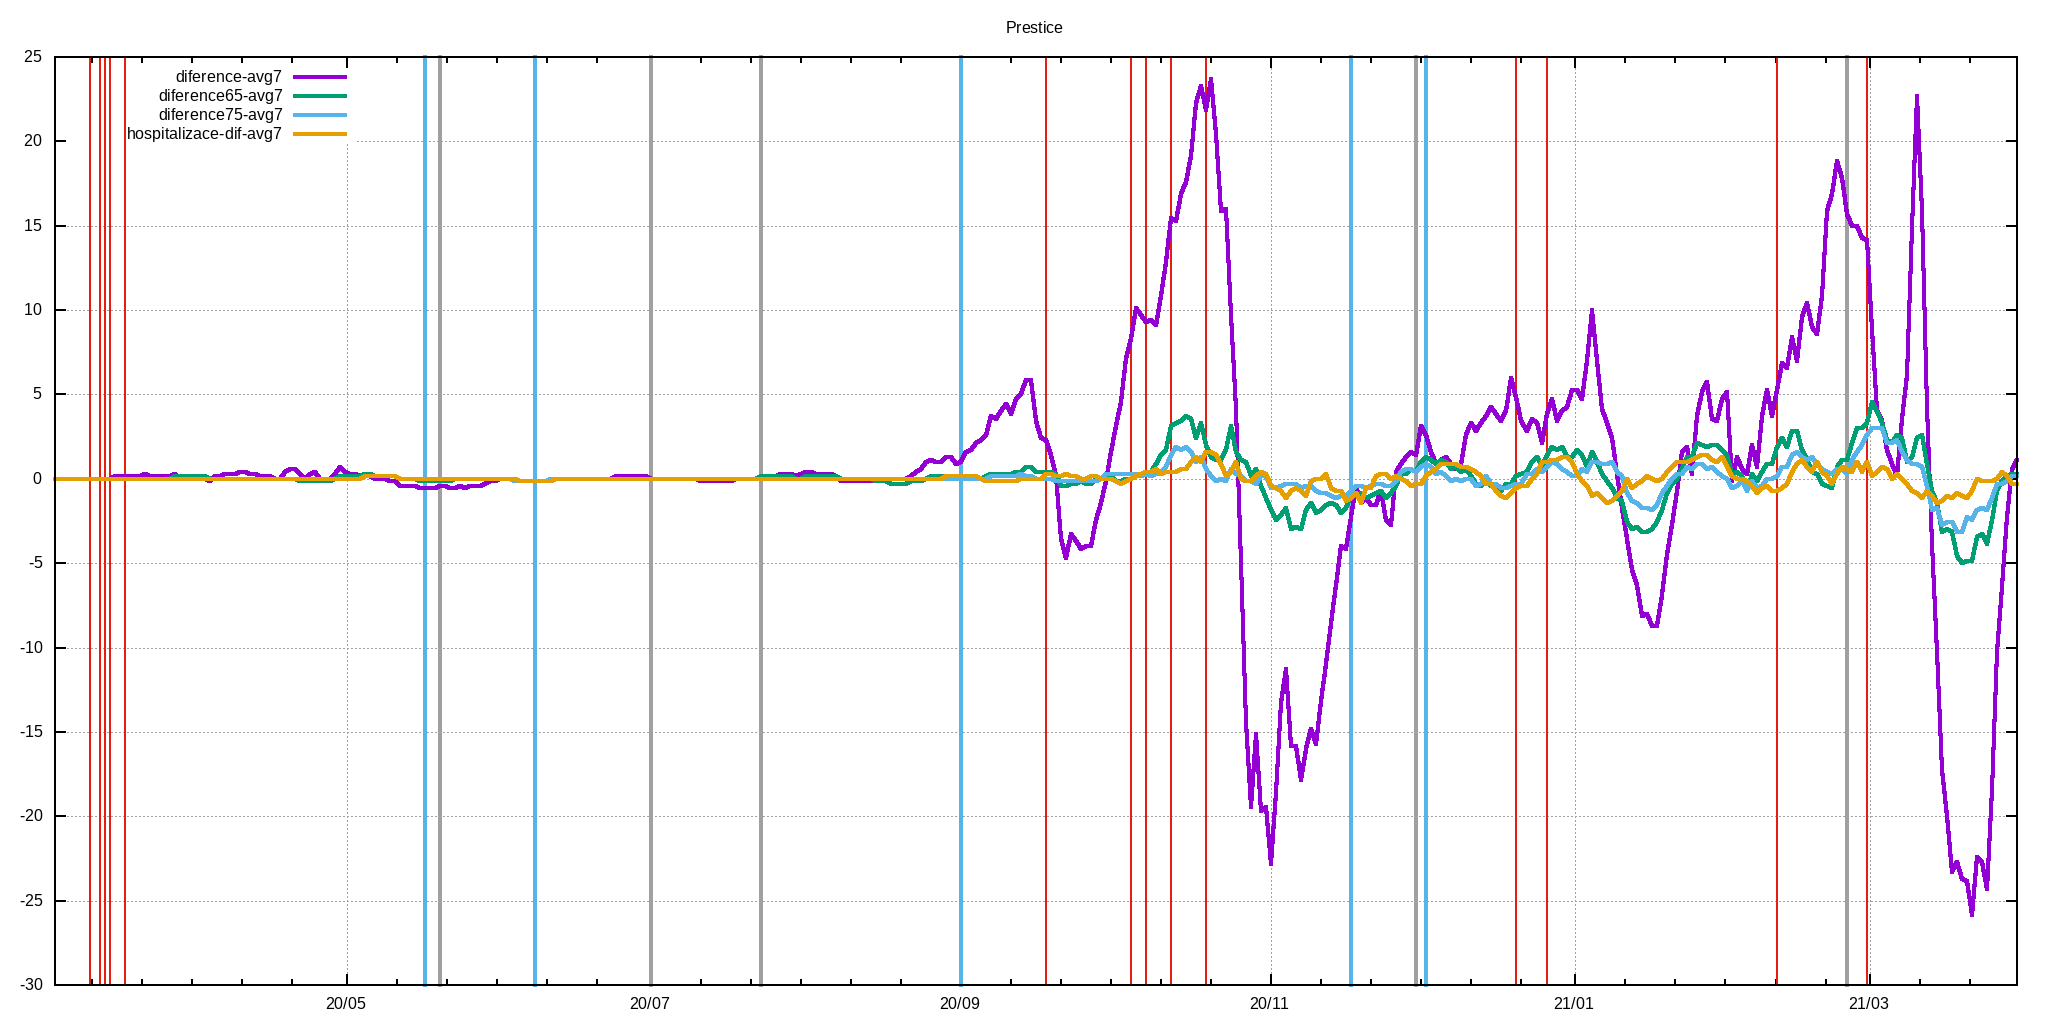 Prestice
25
20
15
10
5
0
-5
-10
-15
-20
-25
-30
diference-avg7
diference65-avg7
diference75-avg7
hospitalizace-dif-avg7
20/05 20/07 20/09 20/11 21/01 21/03